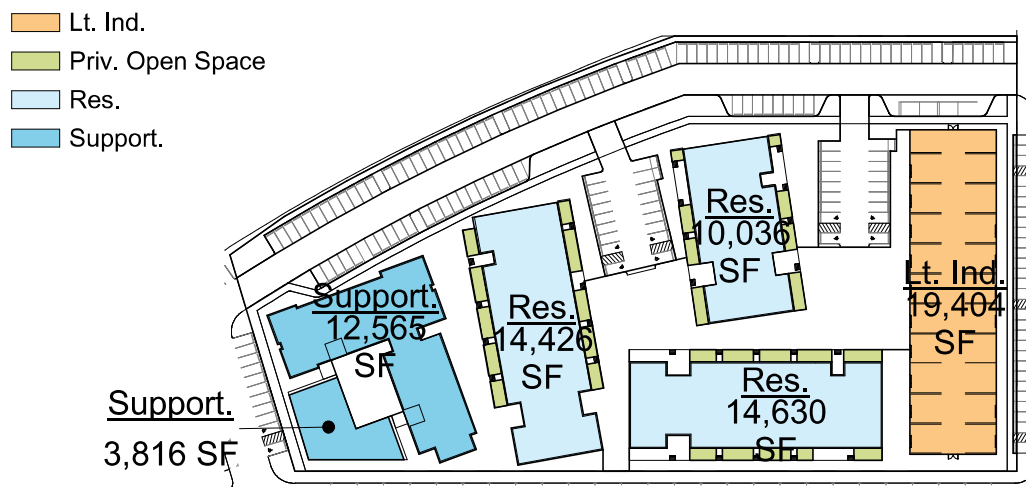 Lt. Ind.
Priv. Open Space
Res.
Support.
Res.
10,036
SF
Lt. Ind.
19,404
SF
Support.
12,565
SF
Res.
14,426
SF
Res.
14,630
SF
Support.
3,816 SF